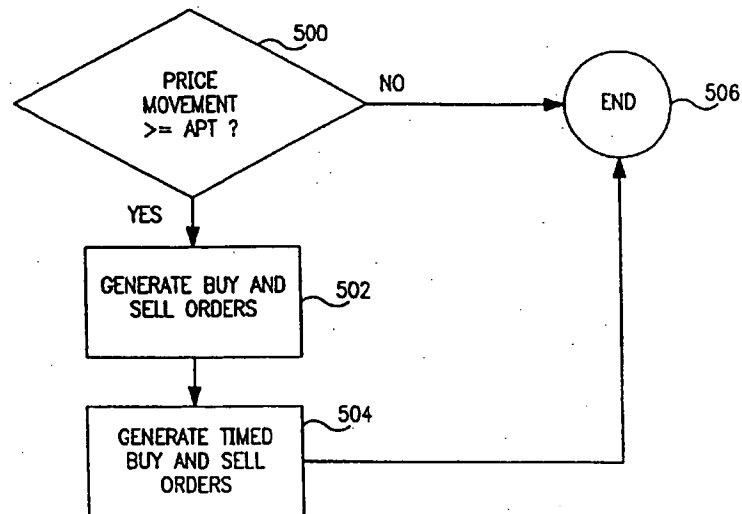 500
PRICE
MOVEMENT
>= APT ?
NO
END
506
YES
GENERATE BUY AND
SELL ORDERS
502
504
GENERATE TIMED
BUY AND SELL
ORDERS